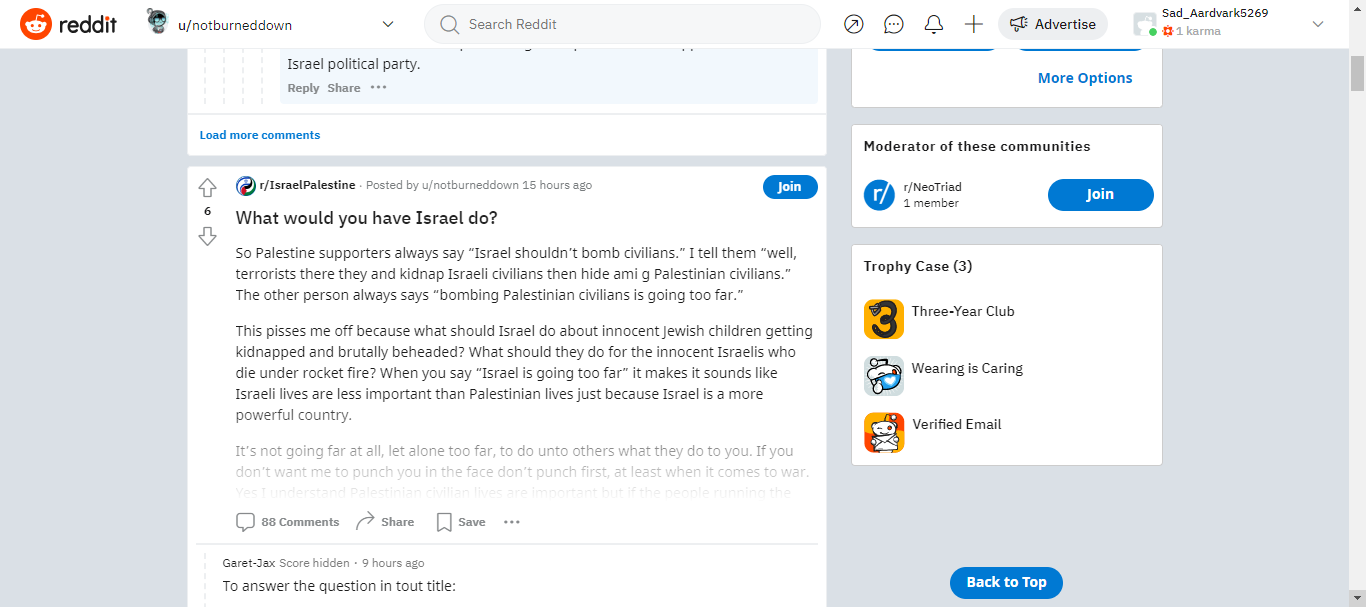 reddit
u/notburneddown
Search Reddit
Advertise
Sad_Aardvark5269
1 karma
Israel political party.
Reply Share
Load more comments
More Options
Moderator of these communities
r/
r/NeoTriad
1 member
Join
r/IsraelPalestine · Posted by u/notburneddown 15 hours ago
Join
6
What would you have Israel do?
So Palestine supporters always say “Israel shouldn’t bomb civilians.” I tell them “well,
terrorists there they and kidnap Israeli civilians then hide ami g Palestinian civilians.”
The other person always says “bombing Palestinian civilians is going too far.”
This pisses me off because what should Israel do about innocent Jewish children getting
kidnapped and brutally beheaded? What should they do for the innocent Israelis who
die under rocket fire? When you say “Israel is going too far” it makes it sounds like
Israeli lives are less important than Palestinian lives just because Israel is a more
powerful country.
It’s not going far at all, let alone too far, to do unto others what they do to you. If you
don’t want me to punch you in the face don’t punch first, at least when it comes to war.
Yes I understand Palestinian civilian lives are important but if the people running the
88 Comments Share Save
Garet-Jax Score hidden · 9 hours ago
To answer the question in tout title:
Trophy Case (3)
3
Three-Year Club
Wearing is Caring
Verified Email
Back to Top